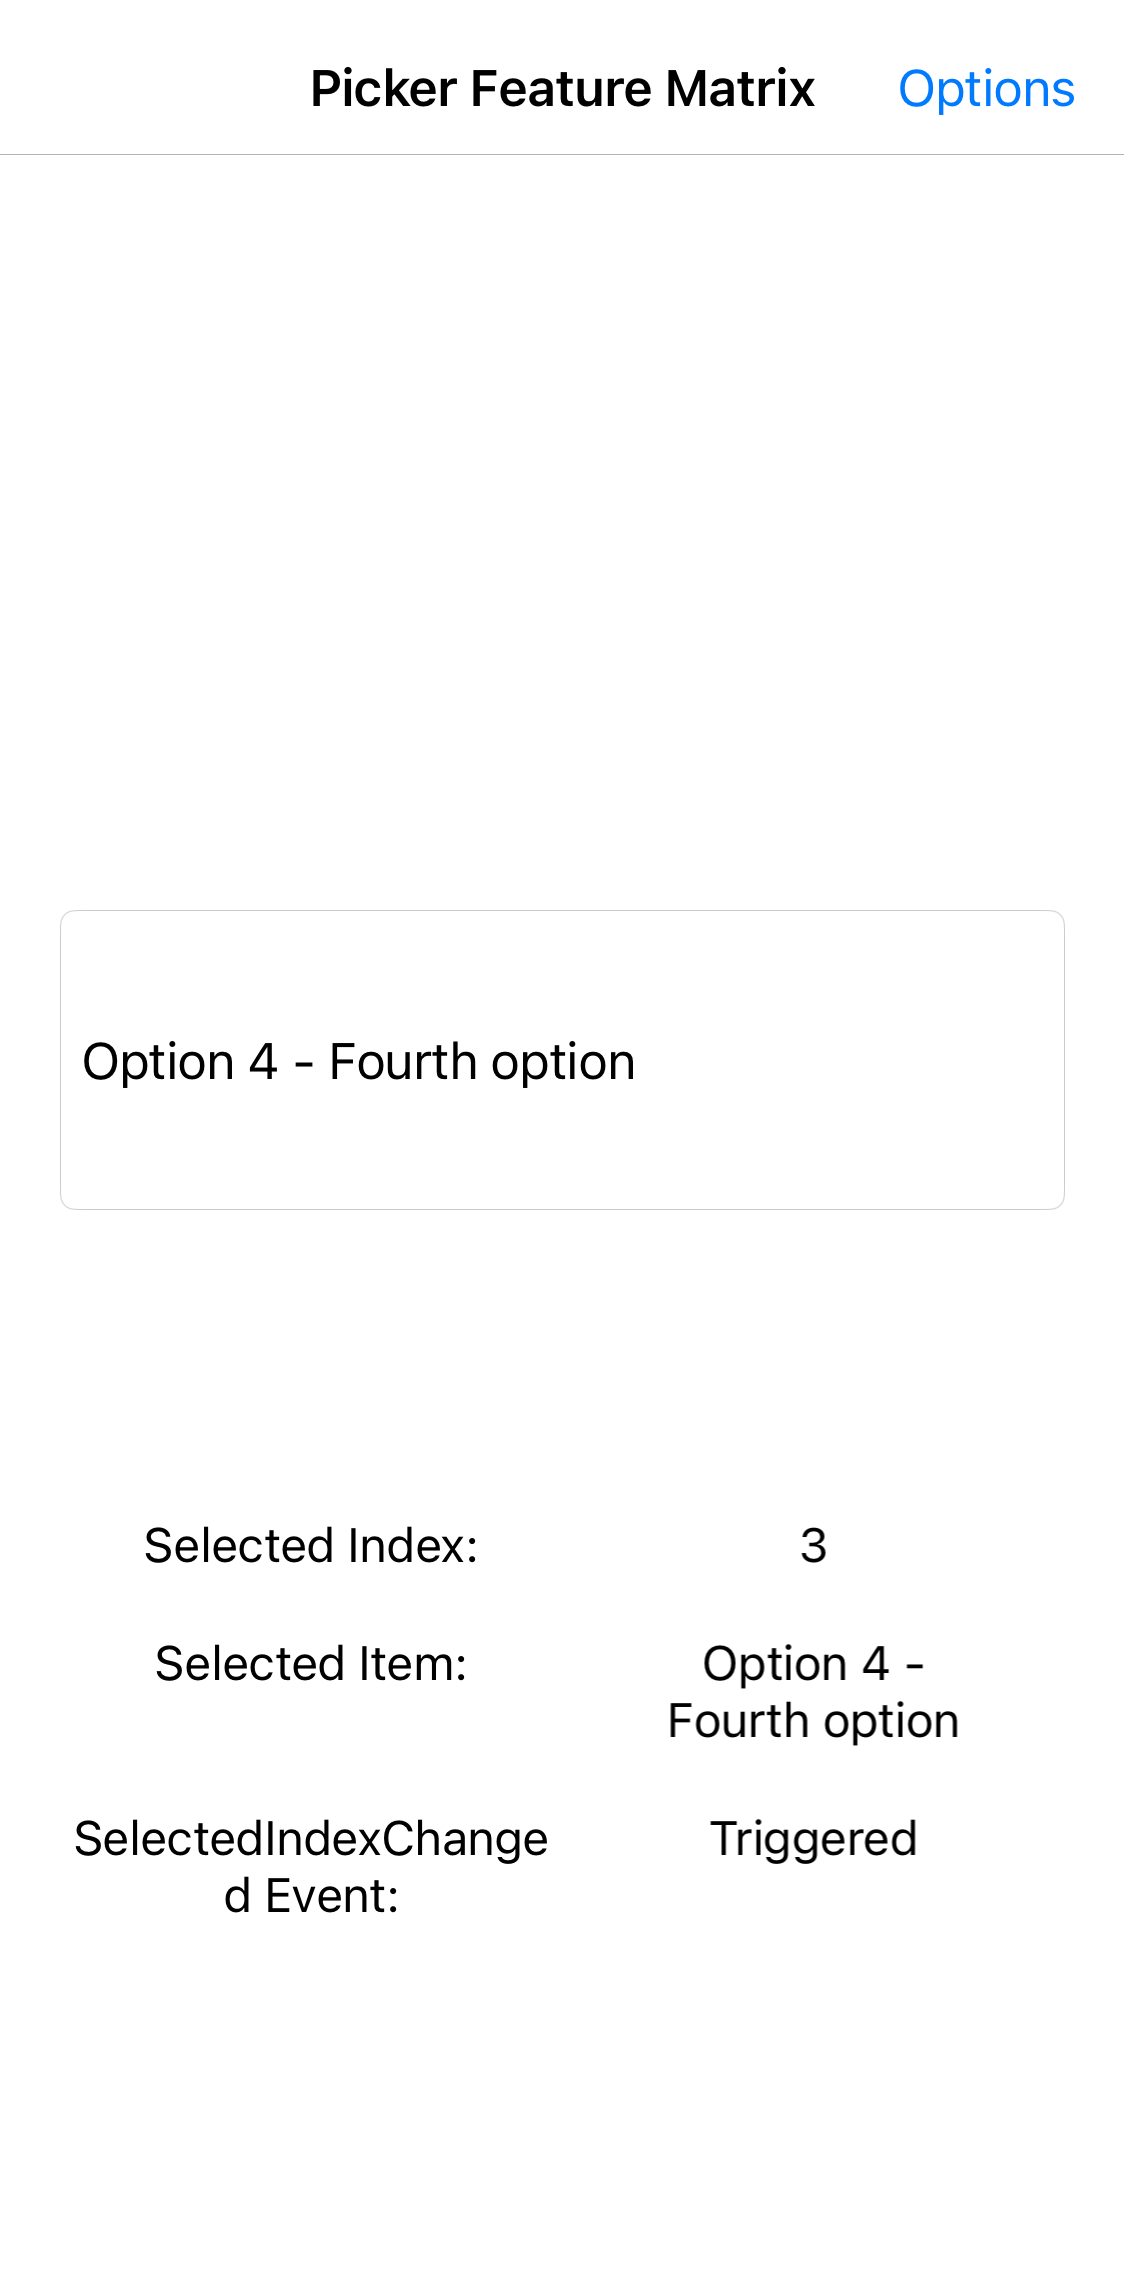 Picker Feature Matrix Options
Option 4 - Fourth option
Selected Index: 3
Selected Item: Option 4 -
Fourth option
SelectedIndexChange Triggered
d Event: